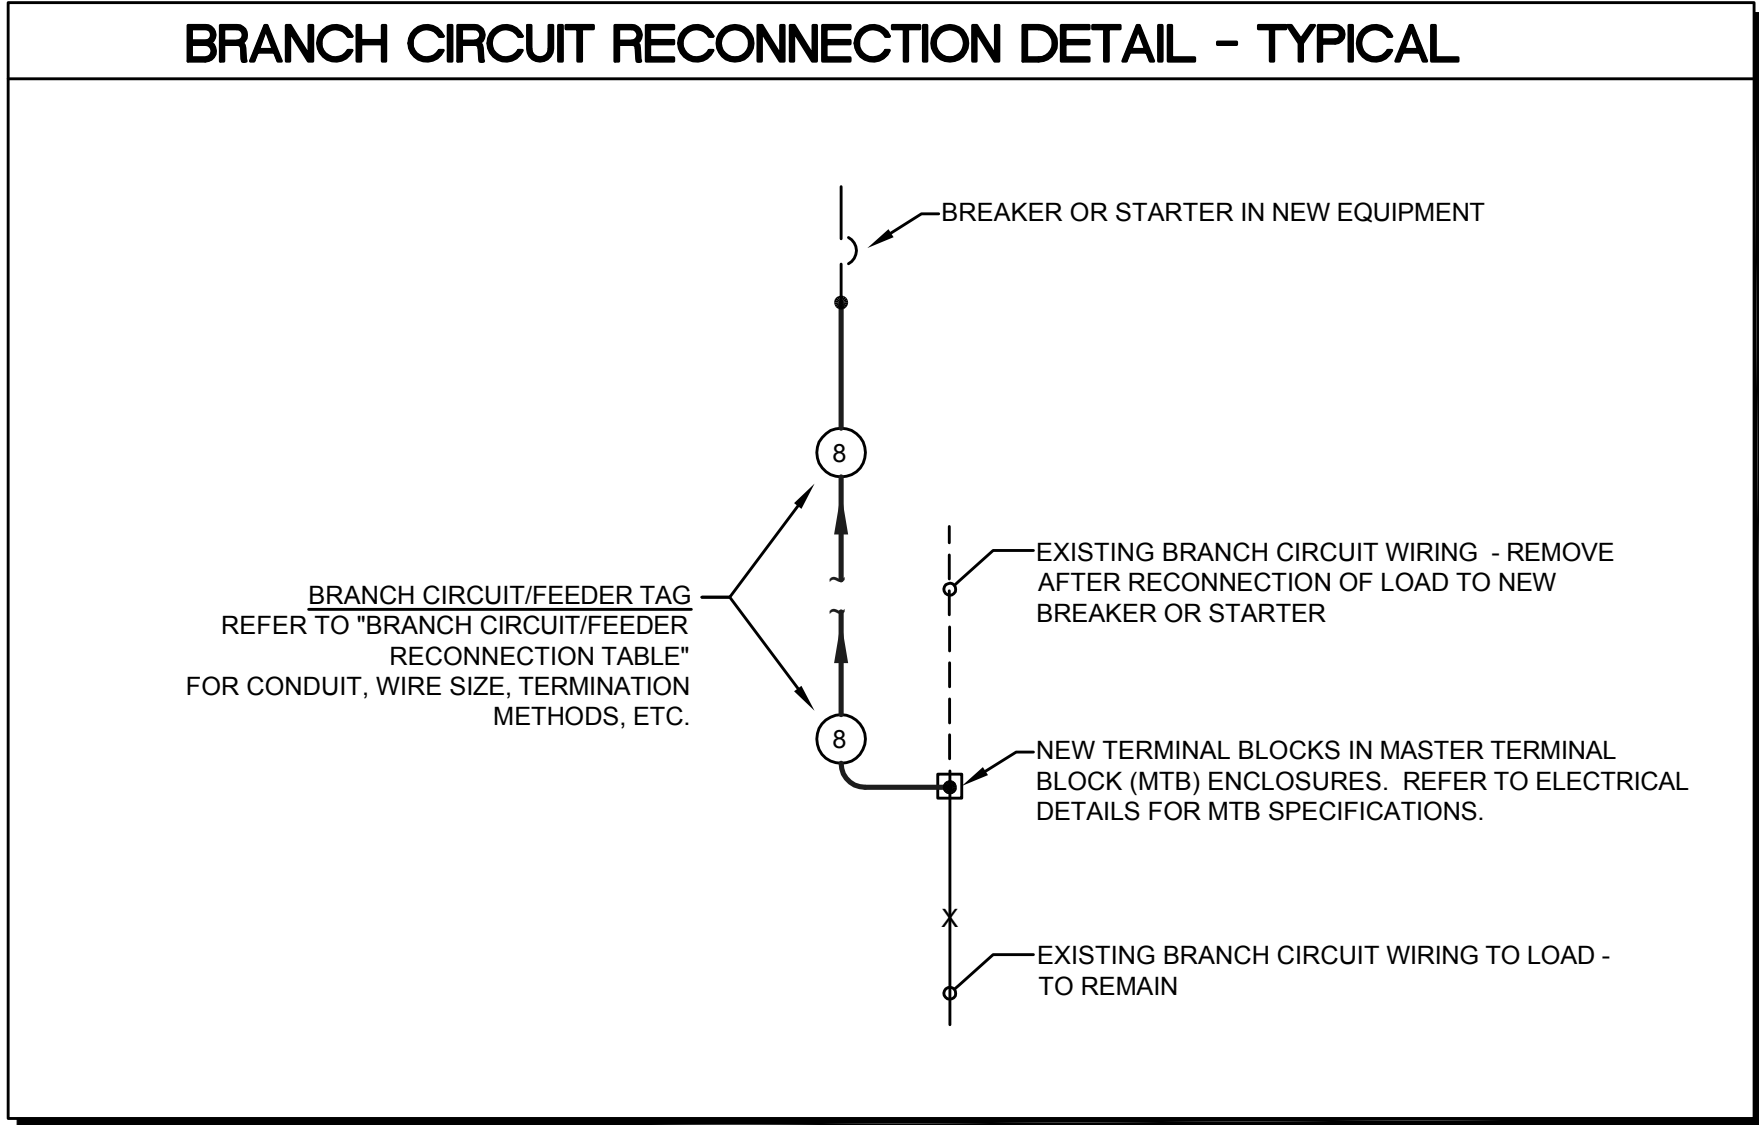 BRANCH CIRCUIT RECONNECTION DETAIL - TYPICAL
BREAKER OR STARTER IN NEW EQUIPMENT
8
EXISTING BRANCH CIRCUIT WIRING - REMOVE
AFTER RECONNECTION OF LOAD TO NEW
BREAKER OR STARTER
BRANCH CIRCUIT/FEEDER TAG
REFER TO "BRANCH CIRCUIT/FEEDER
RECONNECTION TABLE"
FOR CONDUIT, WIRE SIZE, TERMINATION
METHODS, ETC.
8
NEW TERMINAL BLOCKS IN MASTER TERMINAL
BLOCK (MTB) ENCLOSURES. REFER TO ELECTRICAL
DETAILS FOR MTB SPECIFICATIONS.
X
EXISTING BRANCH CIRCUIT WIRING TO LOAD -
TO REMAIN